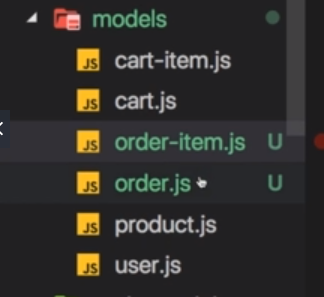 models
JS cart-item.js
JS cart.js
JS order-item.js U
JS order.js U
JS product.js
JS user.js